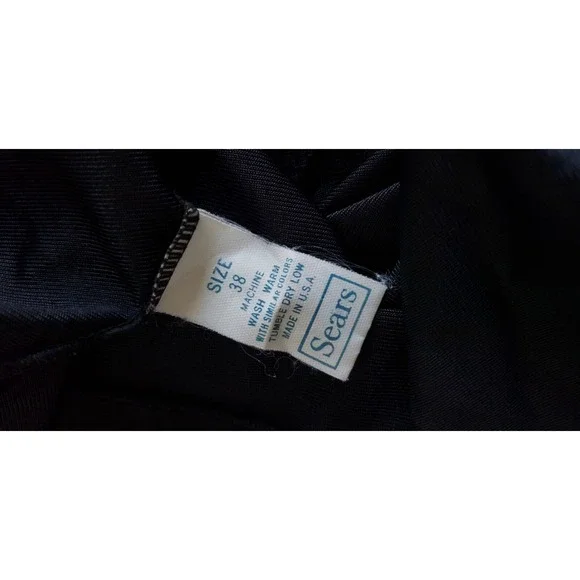 SIZE
38
MACHINE
WASH WARM
WITH SIMILAR COLORS
TUMBLE DRY LOW
MADE IN U.S.A
Sears